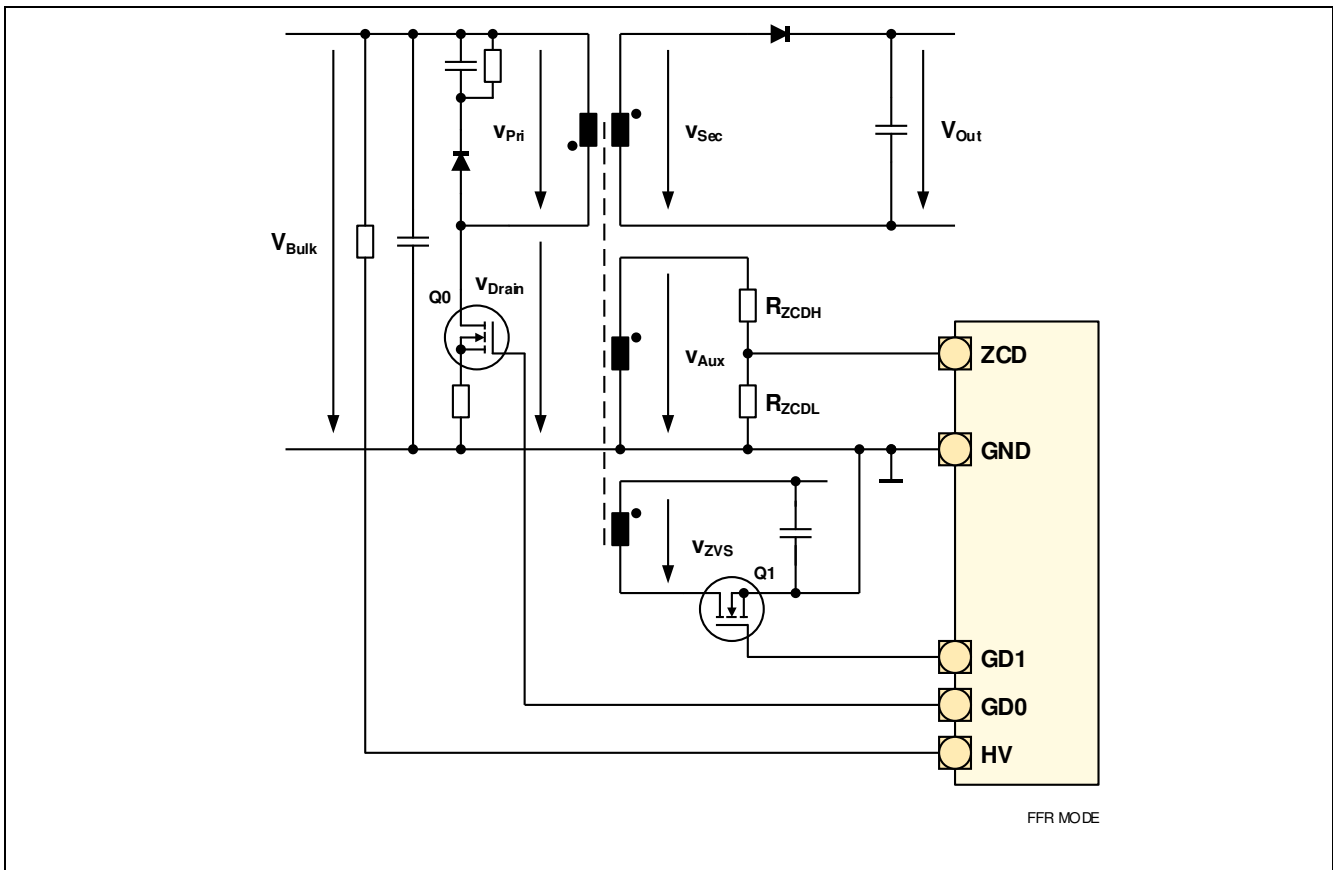 v_Pri
v_Sec
V_Out
V_Bulk
v_Drain
Q0
R_ZCDH
v_Aux
ZCD
R_ZCDL
GND
v_ZVS
Q1
GD1
GD0
HV
FFR MODE